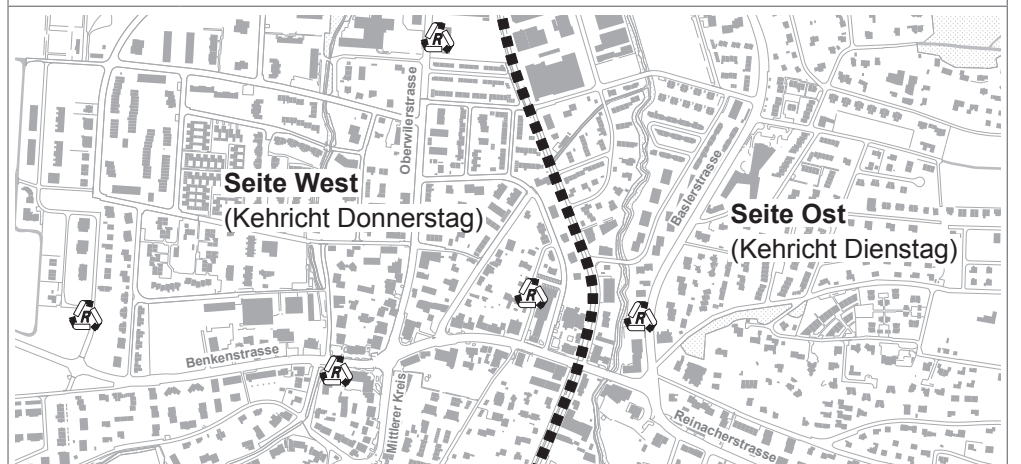 R
Oberwilerstrasse
Baslerstrasse
Seite West
(Kehricht Donnerstag)
Seite Ost
(Kehricht Dienstag)
R
R
R
Benkenstrasse
R
Mittlerer Kreis
Reinacherstrasse